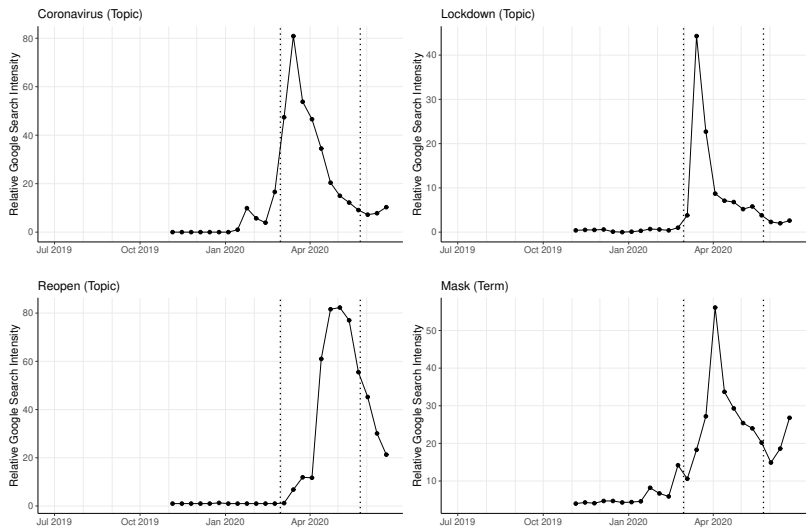 Coronavirus (Topic)
Relative Google Search Intensity
80
60
40
20
0
Jul 2019
Oct 2019
Jan 2020
Apr 2020
Lockdown (Topic)
Relative Google Search Intensity
40
30
20
10
0
Jul 2019
Oct 2019
Jan 2020
Apr 2020
Reopen (Topic)
Relative Google Search Intensity
80
60
40
20
0
Jul 2019
Oct 2019
Jan 2020
Apr 2020
Mask (Term)
Relative Google Search Intensity
50
40
30
20
10
Jul 2019
Oct 2019
Jan 2020
Apr 2020